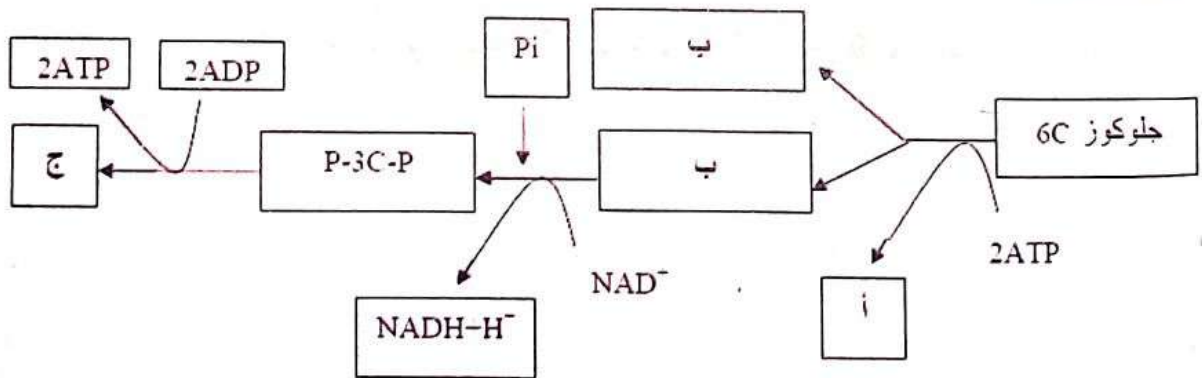 Pi
ب
2ATP
2ADP
جلوكوز 6C
ج
P-3C-P
ب
2ATP
NAD⁺
أ
NADH-H⁻